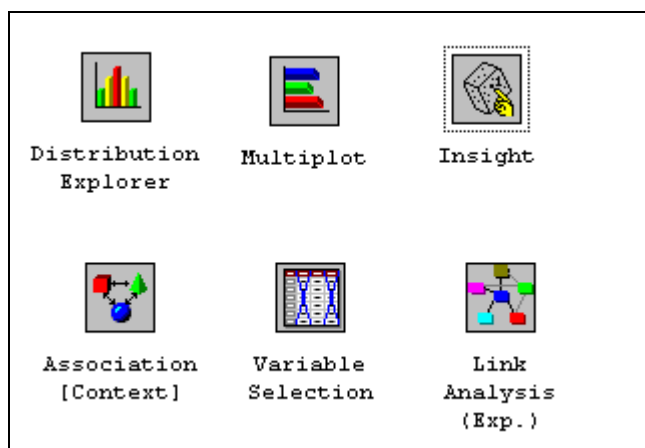 Distribution
Explorer
Multiplot
Insight
Association
[Context]
Variable
Selection
Link
Analysis
(Exp.)